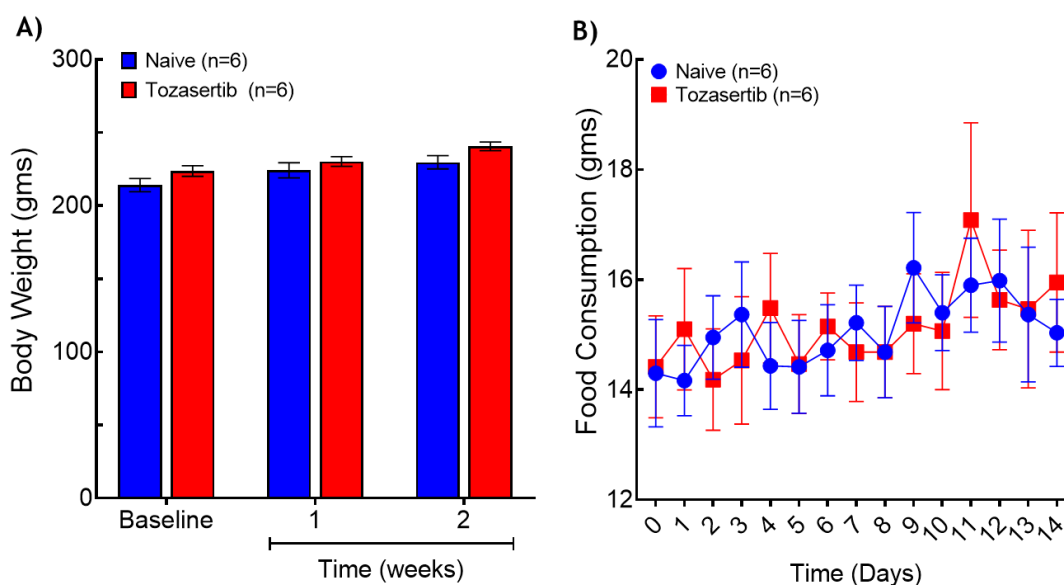 A)
300
200
100
0
Body Weight (gms)
Naive (n=6)
Tozasertib (n=6)
Baseline
1
2
Time (weeks)
B)
20
18
16
14
12
Food Consumption (gms)
Naive (n=6)
Tozasertib (n=6)
0
1
2
3
4
5
6
7
8
9
10
11
12
13
14
Time (Days)